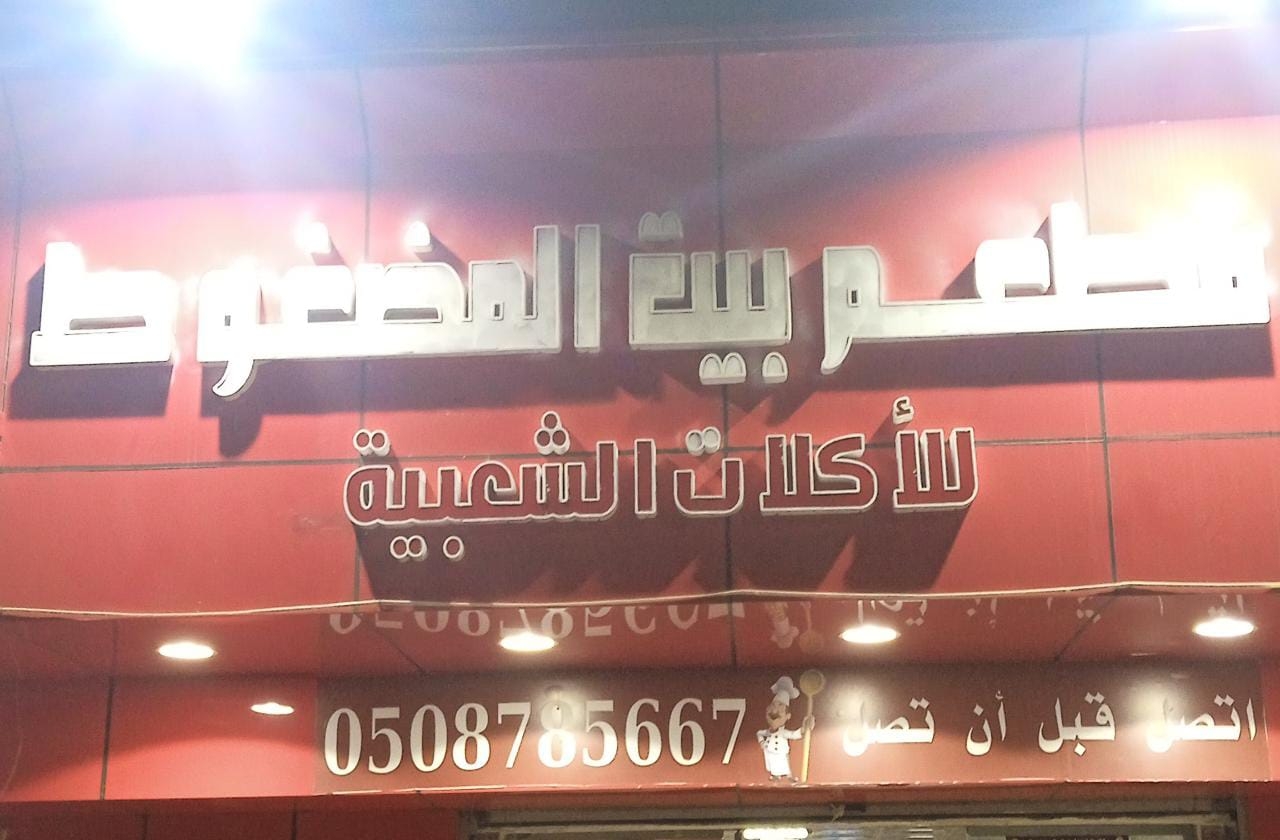 مطعم بيت المضغوط
للأكلات الشعبية
اتصل قبل أن تصل 0508785667